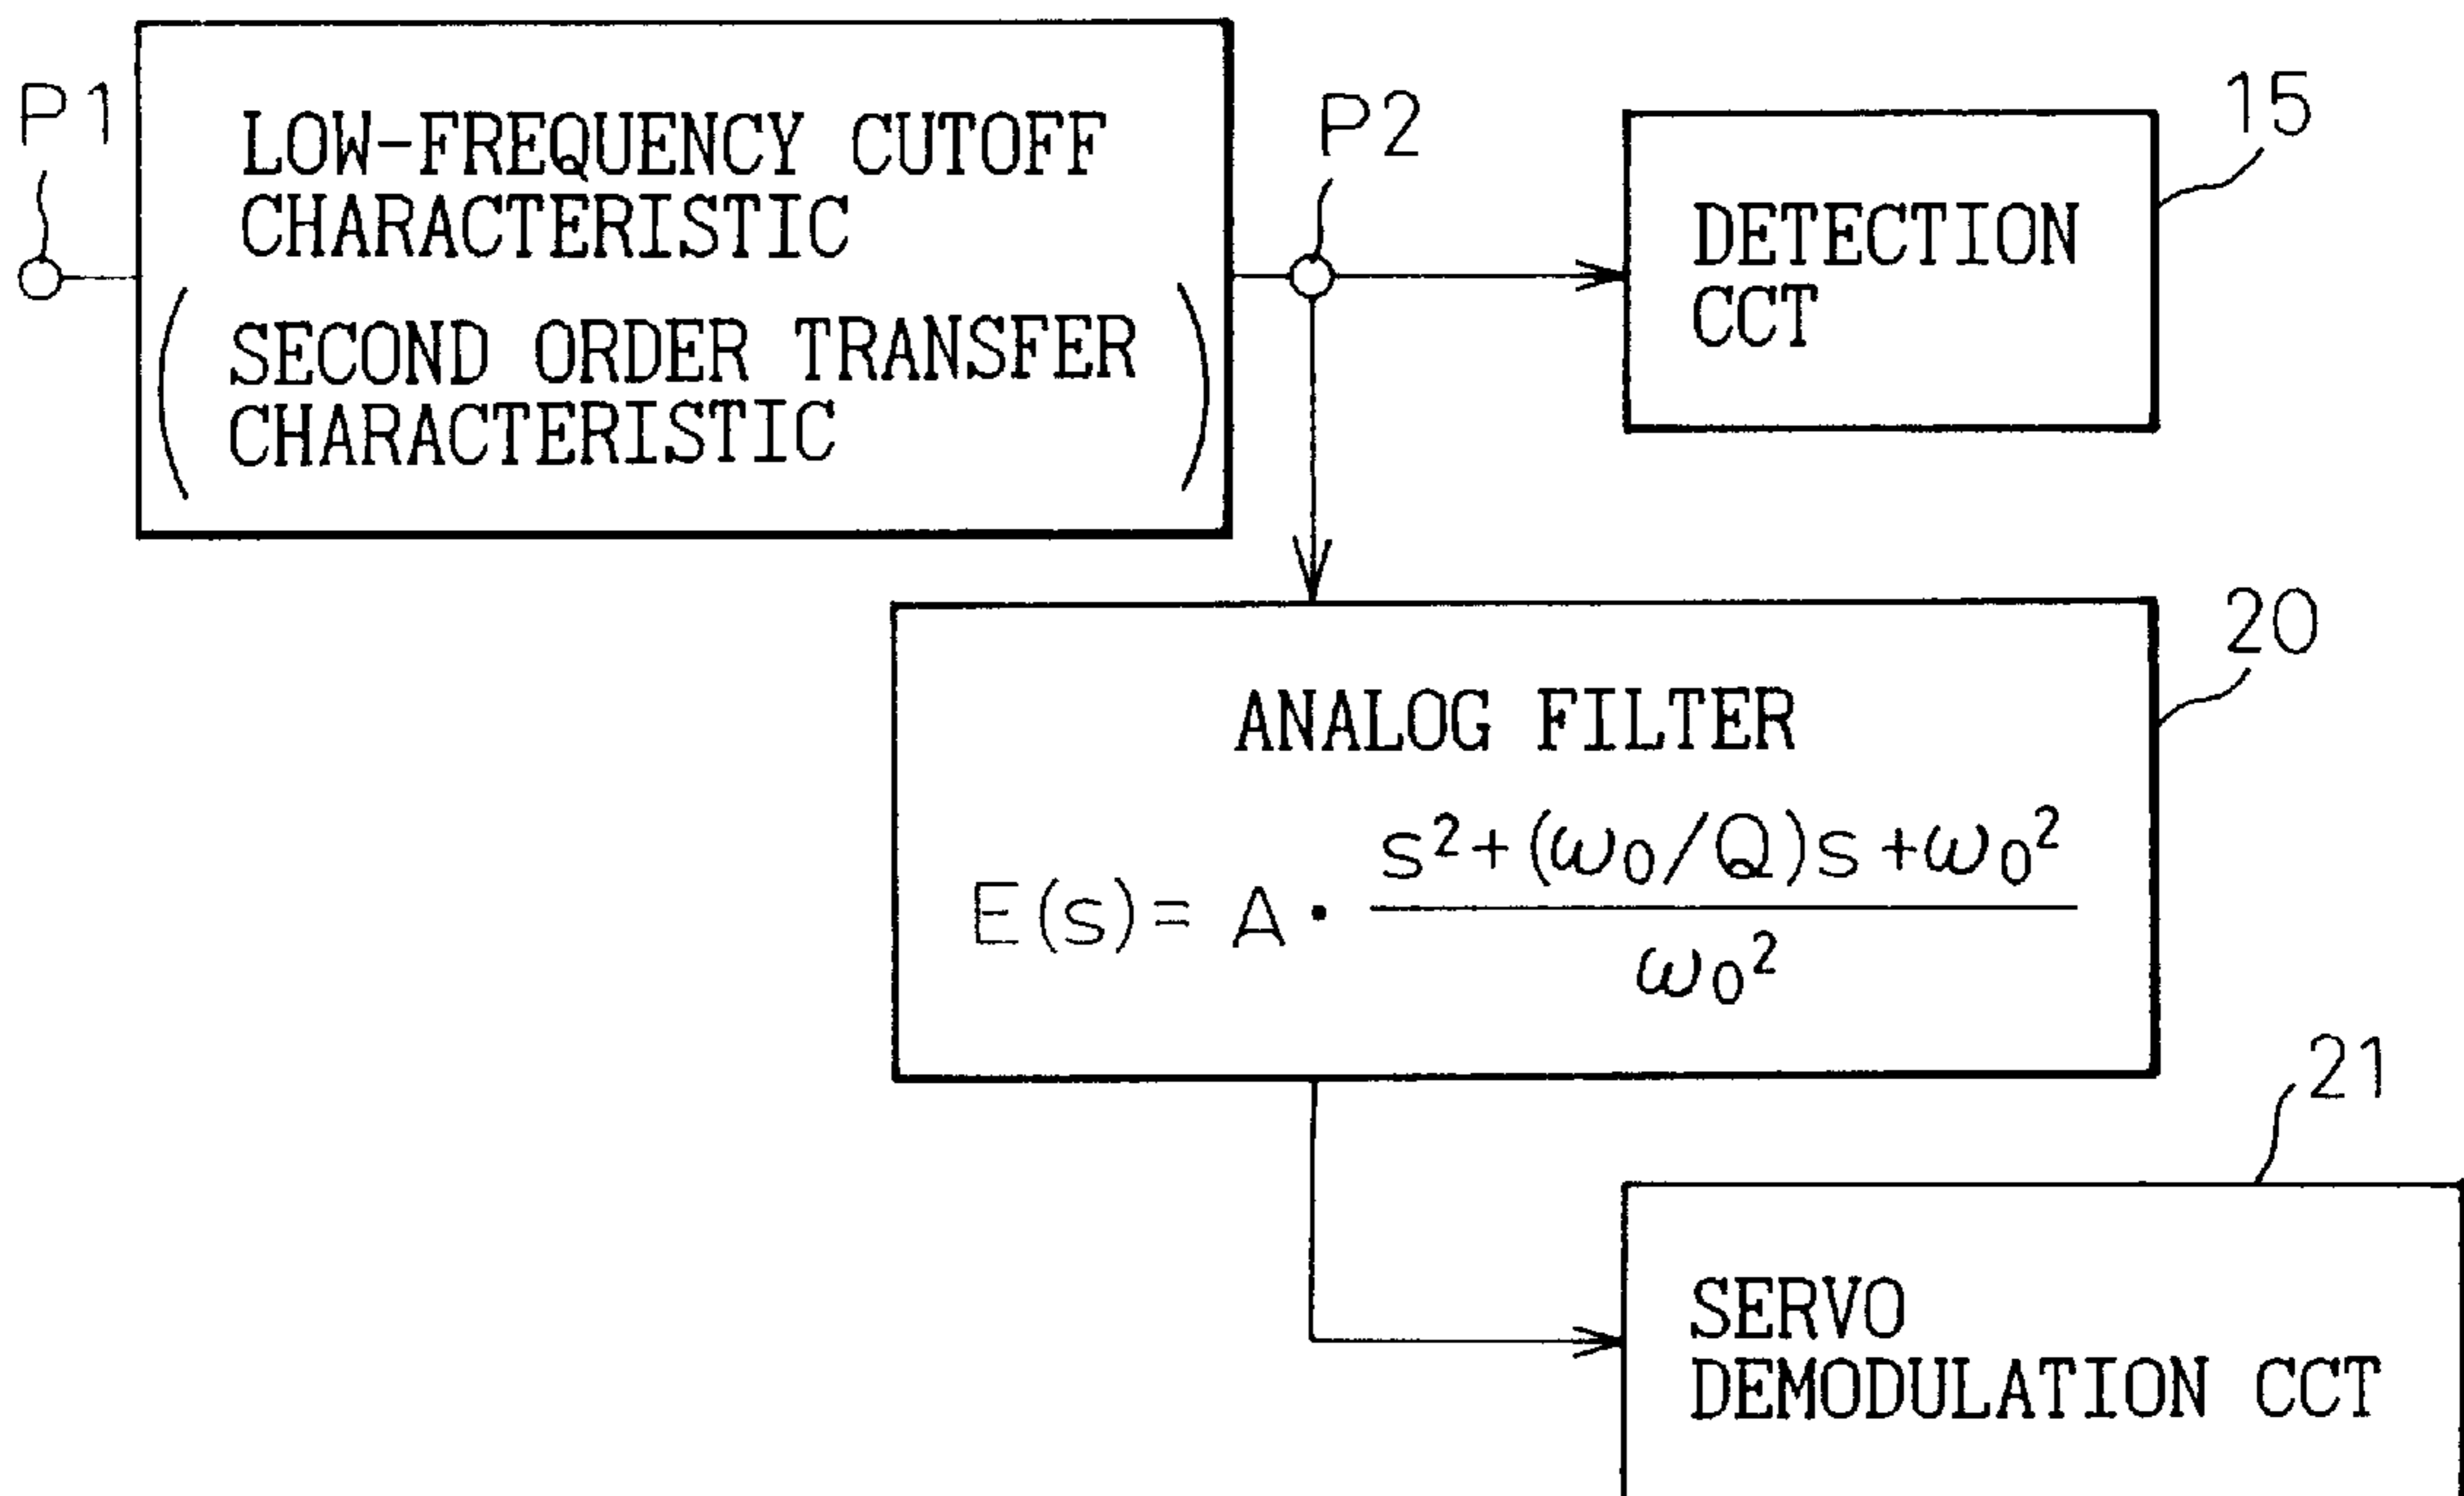 P1
LOW-FREQUENCY CUTOFF
CHARACTERISTIC
(SECOND ORDER TRANSFER
CHARACTERISTIC)
P2
15
DETECTION
CCT
20
ANALOG FILTER
E(s)= A · (s²+(ω₀/Q)s+ω₀²)/ω₀²
21
SERVO
DEMODULATION CCT